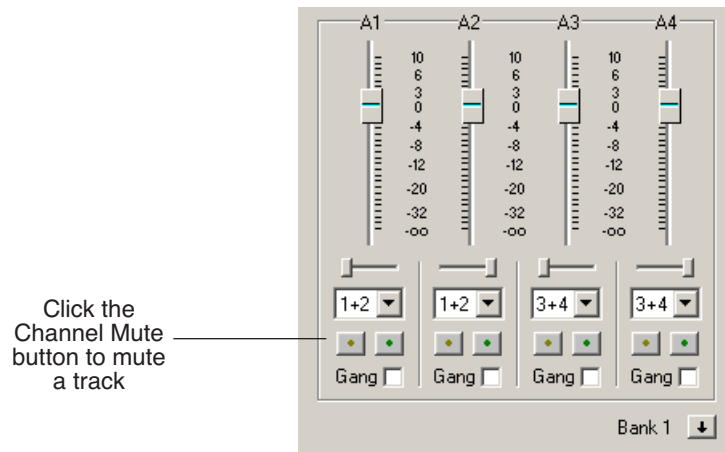 A1 A2 A3 A4
10 10 10
6 6 6
3 3 3
0 0 0
-4 -4 -4
-8 -8 -8
-12 -12 -12
-20 -20 -20
-32 -32 -32
-oo -oo -oo
1+2 1+2 3+4 3+4
Gang Gang Gang Gang
Bank 1
Click the
Channel Mute
button to mute
a track